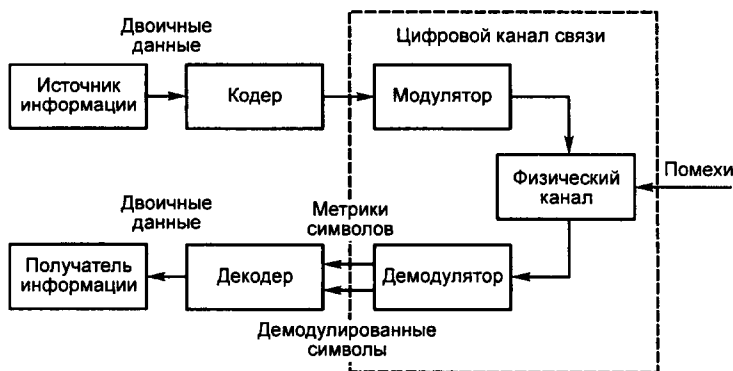 Двоичные
данные
Цифровой канал связи
Источник
информации
Кодер
Модулятор
Физический
канал
Помехи
Двоичные
данные
Метрики
символов
Получатель
информации
Декодер
Демодулятор
Демодулированные
символы